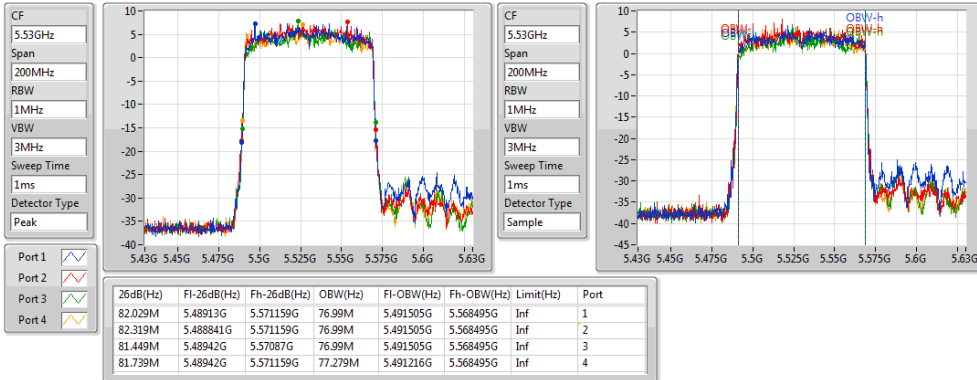 CF
5.53GHz
Span
200MHz
RBW
1MHz
VBW
3MHz
Sweep Time
1ms
Detector Type
Peak
10
5
0
-5
-10
-15
-20
-25
-30
-35
-40
5.43G 5.475G 5.5G 5.525G 5.55G 5.575G 5.6G 5.63G
CF
5.53GHz
Span
200MHz
RBW
1MHz
VBW
3MHz
Sweep Time
1ms
Detector Type
Sample
10
5
0
-5
-10
-15
-20
-25
-30
-35
-40
-45
OBW-h
OBW-h
5.43G 5.475G 5.5G 5.525G 5.55G 5.575G 5.6G 5.63G
Port 1
Port 2
Port 3
Port 4
26dB(Hz) Fl-26dB(Hz) Fh-26dB(Hz) OBW(Hz) Fl-OBW(Hz) Fh-OBW(Hz) Limit(Hz) Port
82.029M 5.48913G 5.571159G 76.99M 5.491505G 5.568495G Inf 1
82.319M 5.488841G 5.571159G 76.99M 5.491505G 5.568495G Inf 2
81.449M 5.48942G 5.57087G 76.99M 5.491505G 5.568495G Inf 3
81.739M 5.48942G 5.571159G 77.279M 5.491216G 5.568495G Inf 4